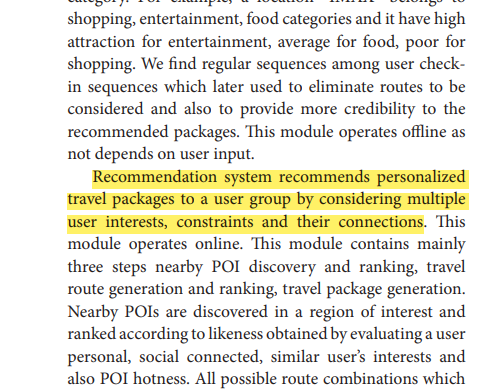 shopping, entertainment, food categories and it have high
attraction for entertainment, average for food, poor for
shopping. We find regular sequences among user check-
in sequences which later used to eliminate routes to be
considered and also to provide more credibility to the
recommended packages. This module operates offline as
not depends on user input.
Recommendation system recommends personalized
travel packages to a user group by considering multiple
user interests, constraints and their connections. This
module operates online. This module contains mainly
three steps nearby POI discovery and ranking, travel
route generation and ranking, travel package generation.
Nearby POIs are discovered in a region of interest and
ranked according to likeness obtained by evaluating a user
personal, social connected, similar user's interests and
also POI hotness. All possible route combinations which